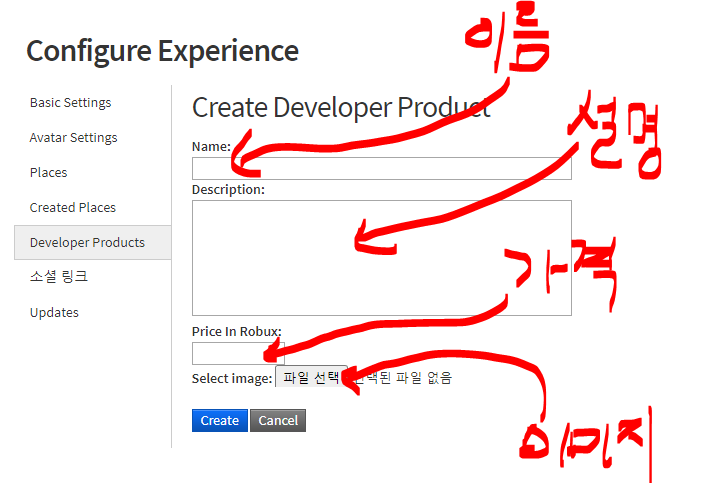 Configure Experience
이름
Basic Settings
Avatar Settings
Places
Created Places
Developer Products
소셜 링크
Updates
Create Developer Product
Name:
설명
Description:
가격
Price In Robux:
Select image: 파일 선택 선택된 파일 없음
이미지
Create Cancel